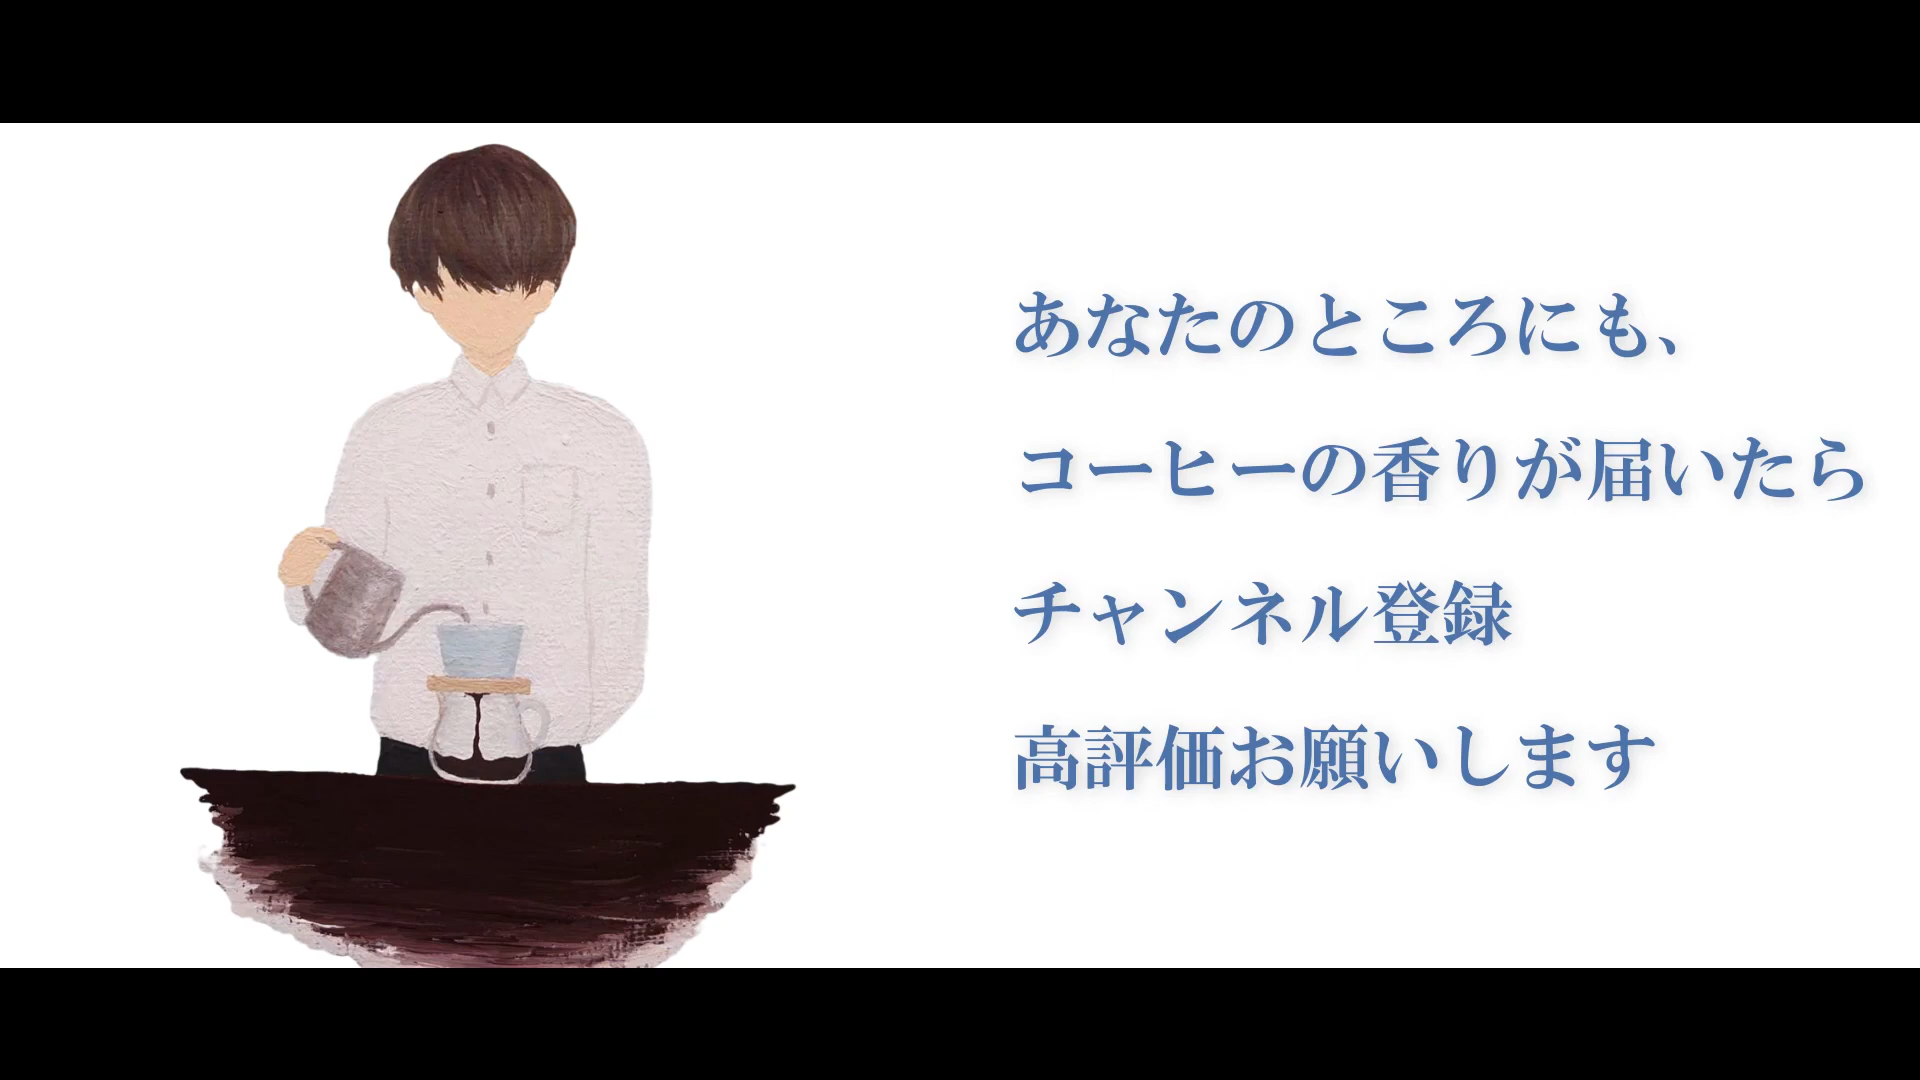 あなたのところにも、
コーヒーの香りが届いたら
チャンネル登録
高評価お願いします